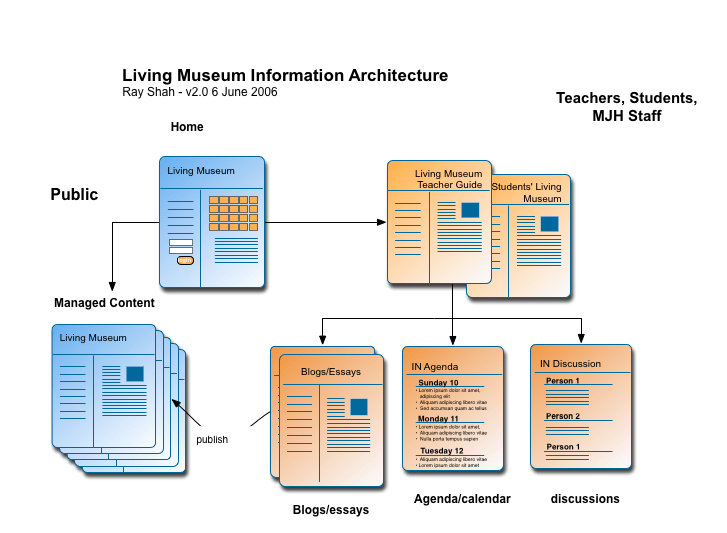 Living Museum Information Architecture
Ray Shah - v2.0 6 June 2006
Teachers, Students,
MJH Staff
Home
Public
Living Museum
Living Museum
Teacher Guide
Students' Living
Museum
Managed Content
Living Museum
publish
Blogs/Essays
IN Agenda
Sunday 10
• Lorem ipsum dolor sit amet,
adipiscing elit
• Aliquam adipiscing libero vitae
• Sed accumsan quam ac tellus
Monday 11
• Lorem ipsum dolor sit amet,
• Aliquam adipiscing libero vitae
• Nulla porta tempus sapien
Tuesday 12
• Aliquam adipiscing libero vitae
• Lorem ipsum dolor sit amet
IN Discussion
Person 1
Person 2
Person 1
Blogs/essays
Agenda/calendar
discussions